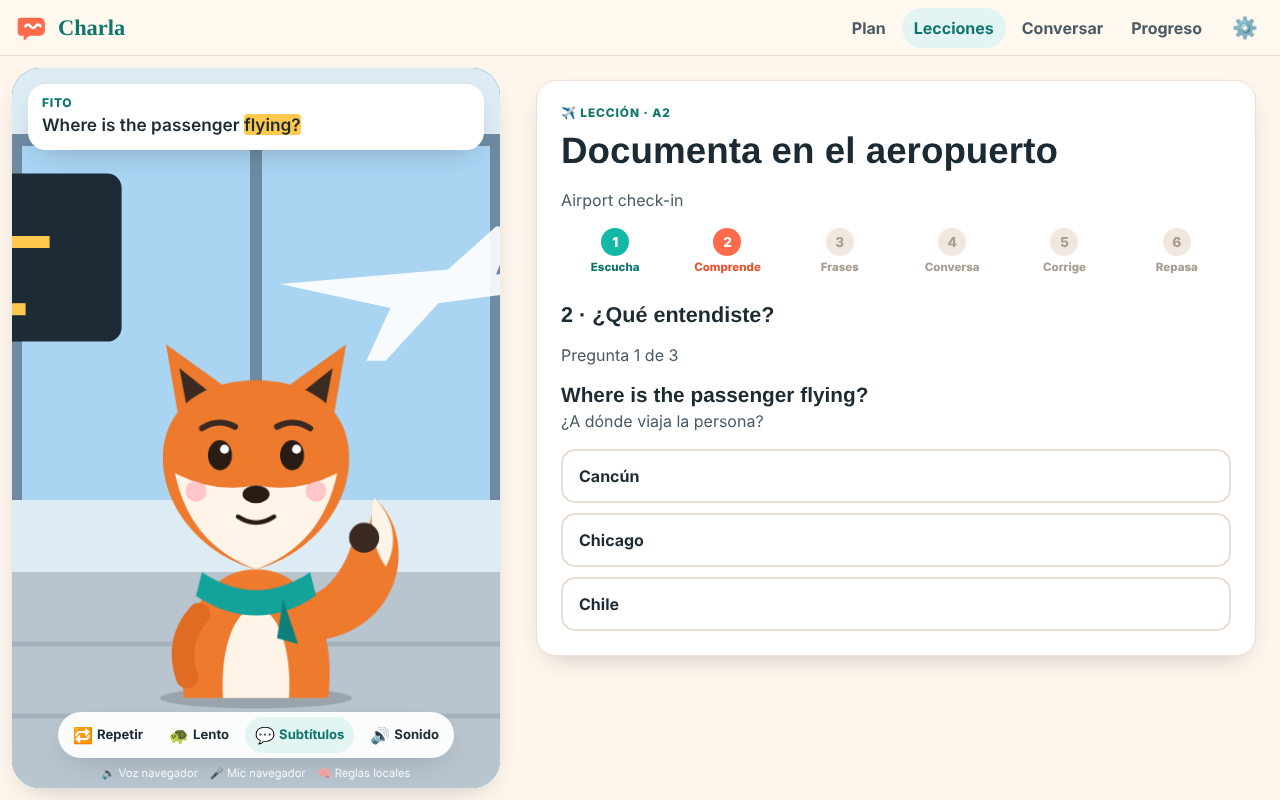 Charla
Plan
Lecciones
Conversar
Progreso
FITO
Where is the passenger flying?
🔁 Repetir
🐢 Lento
💬 Subtítulos
🔊 Sonido
🔈 Voz navegador
🎤 Mic navegador
🧠 Reglas locales
✈️ LECCIÓN · A2
Documenta en el aeropuerto
Airport check-in
1 Escucha
2 Comprende
3 Frases
4 Conversa
5 Corrige
6 Repasa
2 · ¿Qué entendiste?
Pregunta 1 de 3
Where is the passenger flying?
¿A dónde viaja la persona?
Cancún
Chicago
Chile